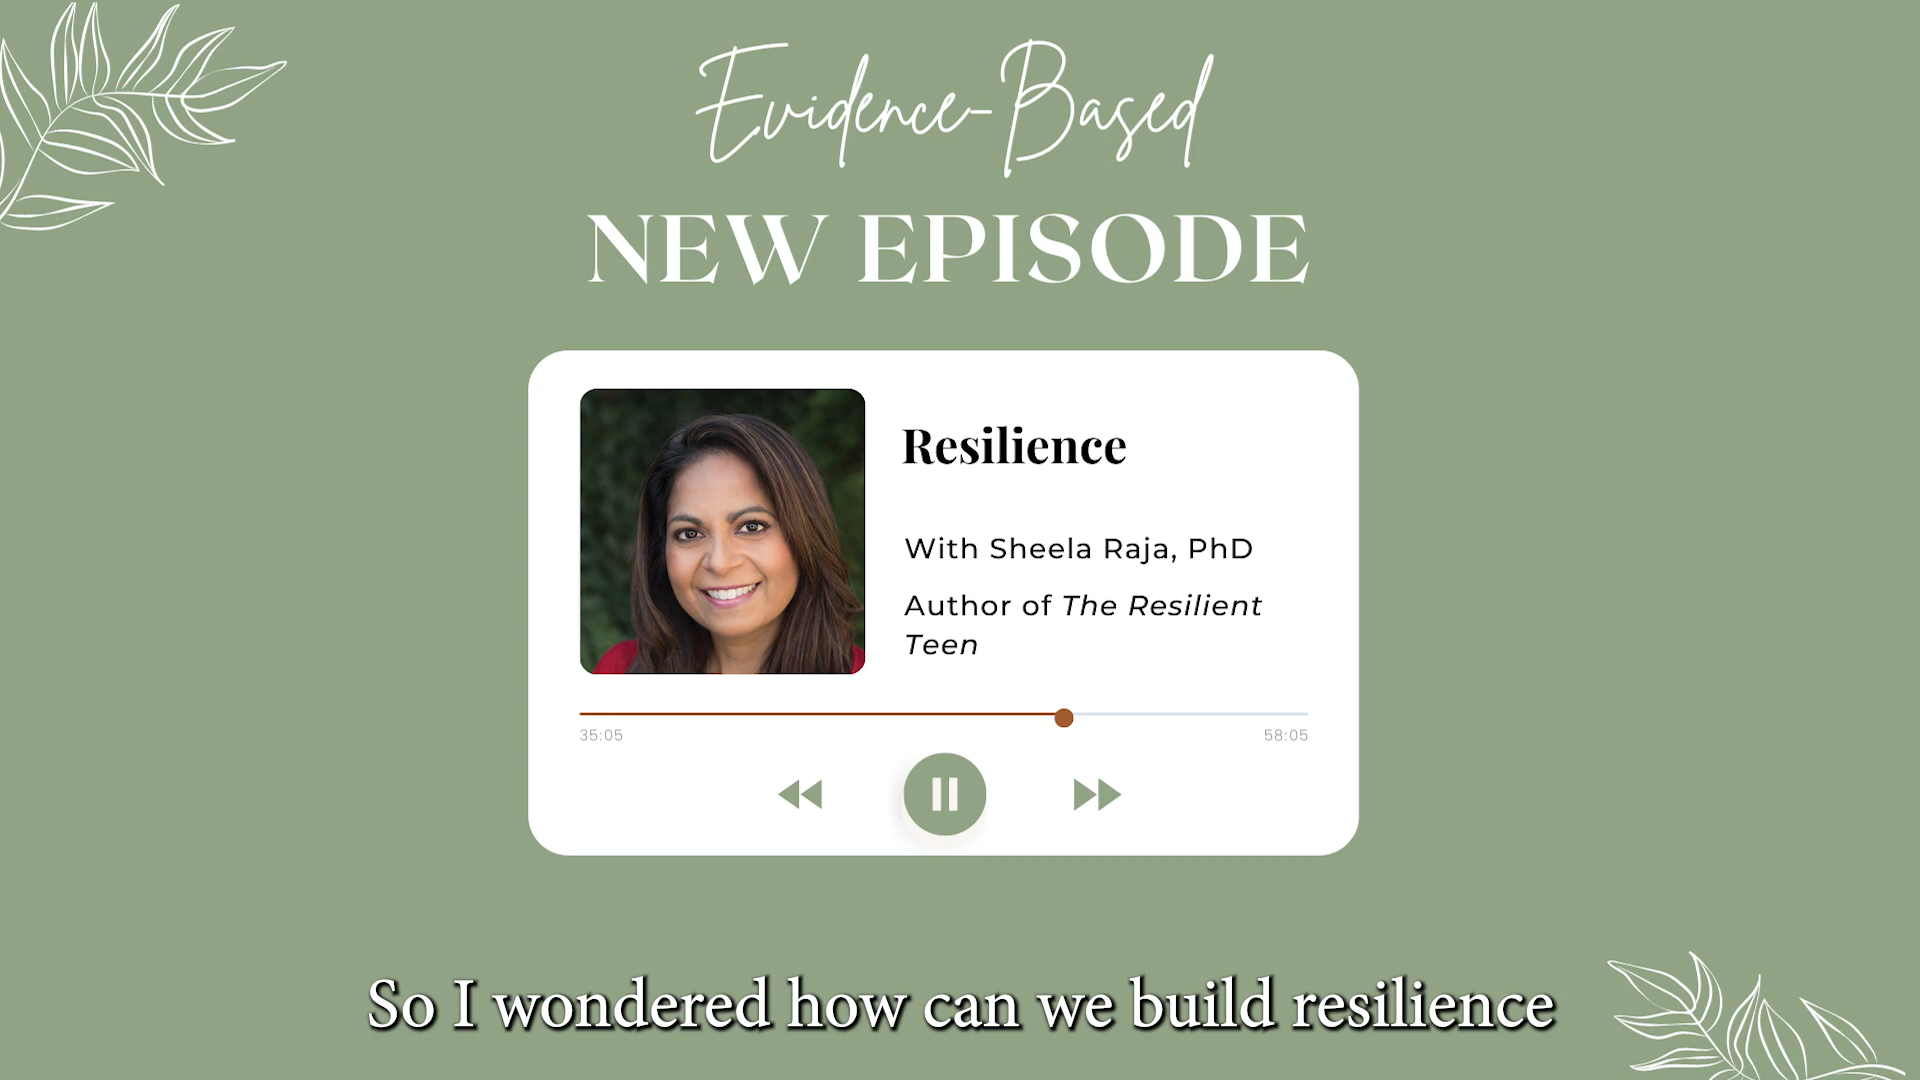 Evidence-Based
NEW EPISODE
Resilience
With Sheela Raja, PhD
Author of The Resilient
Teen
35:05
58:05
So I wondered how can we build resilience